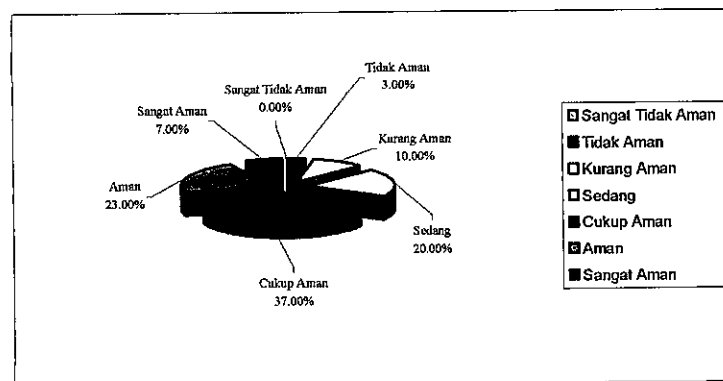 Tidak Aman
3.00%
Sangat Tidak Aman
0.00%
Sangat Aman
7.00%
Kurang Aman
10.00%
Aman
23.00%
Sedang
20.00%
Cukup Aman
37.00%
Sangat Tidak Aman
Tidak Aman
Kurang Aman
Sedang
Cukup Aman
Aman
Sangat Aman